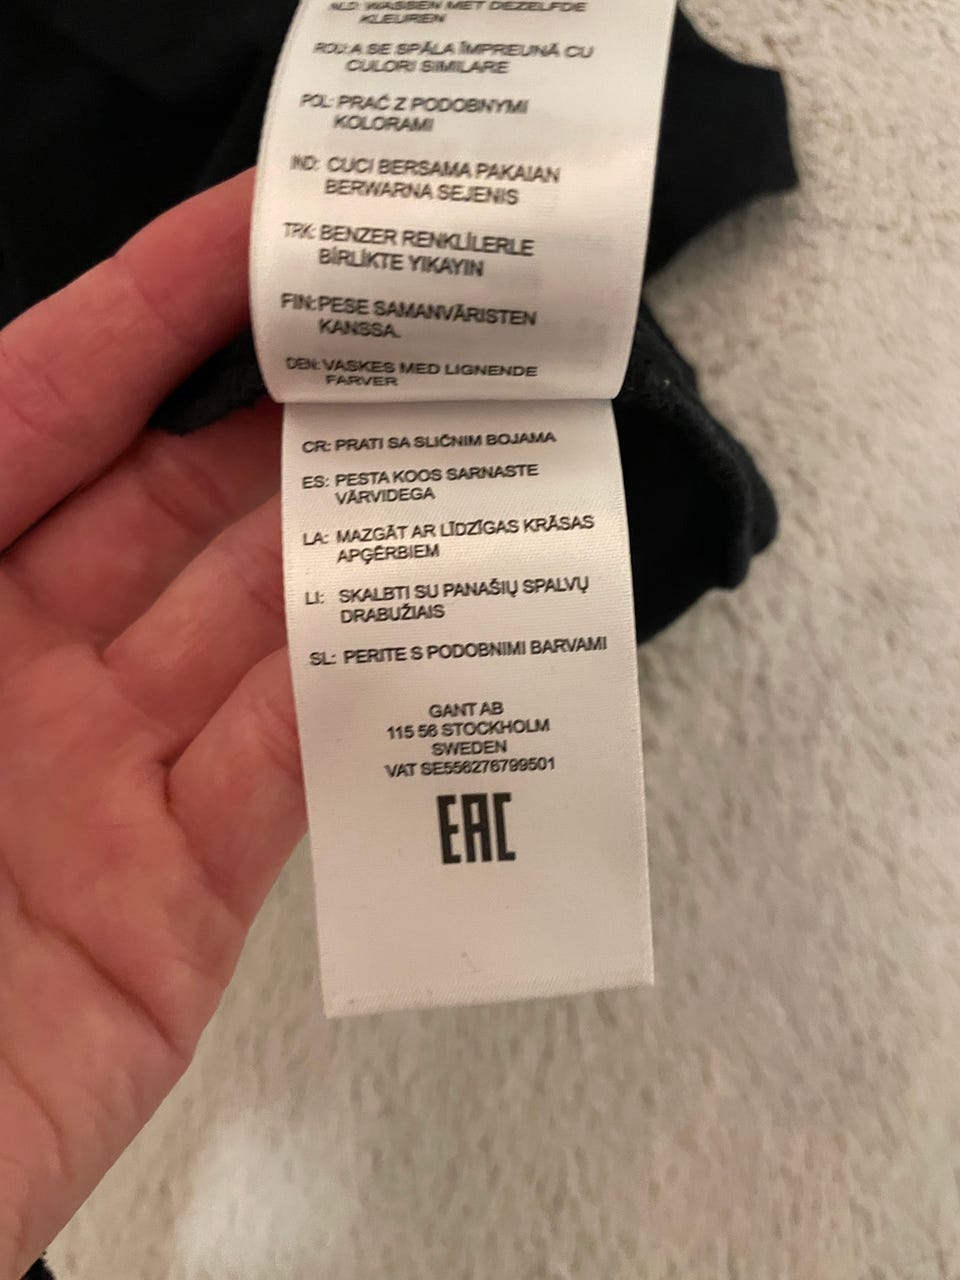 NLD: WASSEN MET DEZELFDE
KLEUREN
ROU: A SE SPĂLA ÎMPREUNĂ CU
CULORI SIMILARE
POL: PRAĆ Z PODOBNYMI
KOLORAMI
IND: CUCI BERSAMA PAKAIAN
BERWARNA SEJENIS
TRK: BENZER RENKLİLERLE
BİRLİKTE YIKAYIN
FIN: PESE SAMANVÄRISTEN
KANSSA.
DEN: VASKES MED LIGNENDE
FARVER
CR: PRATI SA SLIČNIM BOJAMA
ES: PESTA KOOS SARNASTE
VÄRVIDEGA
LA: MAZGĀT AR LĪDZĪGAS KRĀSAS
APĢĒRBIEM
LI: SKALBTI SU PANAŠIŲ SPALVŲ
DRABUŽIAIS
SL: PERITE S PODOBNIMI BARVAMI
GANT AB
115 56 STOCKHOLM
SWEDEN
VAT SE556276799501
EAC